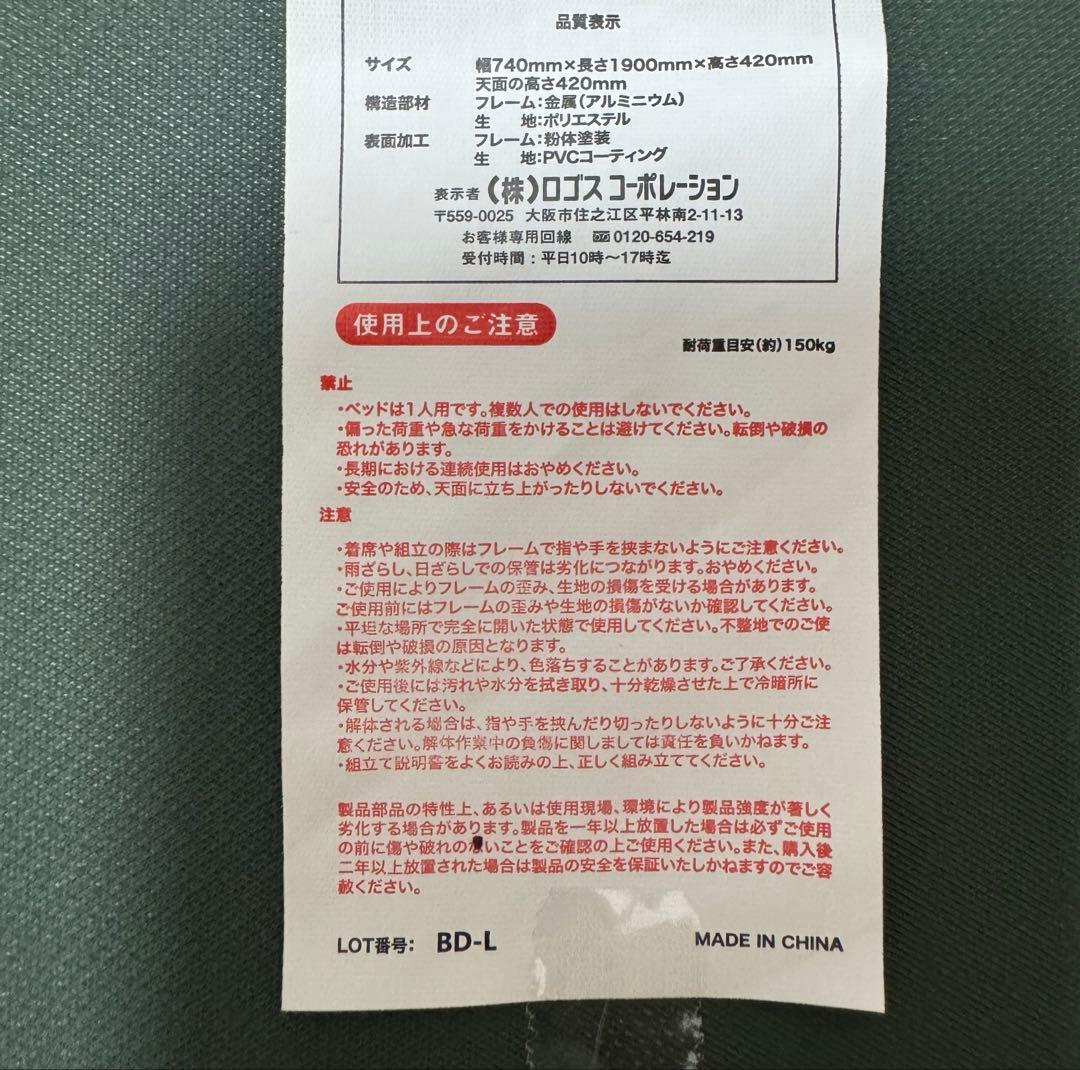 品質表示
サイズ 幅740mm×長さ1900mm×高さ420mm
天面の高さ420mm
構造部材 フレーム:金属(アルミニウム)
生 地:ポリエステル
表面加工 フレーム:粉体塗装
生 地:PVCコーティング
表示者 (株)ロゴス コーポレーション
〒559-0025 大阪市住之江区平林南2-11-13
お客様専用回線 0120-654-219
受付時間:平日10時〜17時迄
使用上のご注意
耐荷重目安(約)150kg
禁止
・ベッドは1人用です。複数人での使用はしないでください。
・偏った荷重や急な荷重をかけることは避けてください。転倒や破損の
恐れがあります。
・長期における連続使用はおやめください。
・安全のため、天面に立ち上がったりしないでください。
注意
・着席や組立の際はフレームで指や手を挟まないようにご注意ください。
・雨ざらし、日ざらしでの保管は劣化につながります。おやめください。
・ご使用によりフレームの歪み、生地の損傷を受ける場合があります。
ご使用前にはフレームの歪みや生地の損傷がないか確認してください。
・平坦な場所で完全に開いた状態で使用してください。不整地でのご使
は転倒や破損の原因となります。
・水分や紫外線などにより、色落ちすることがあります。ご了承ください。
・ご使用後には汚れや水分を拭き取り、十分乾燥させた上で冷暗所に
保管してください。
・解体される場合は、指や手を挟んだり切ったりしないように十分ご注
意ください。解体作業中の負傷に関しましては責任を負いかねます。
・組立て説明書をよくお読みの上、正しく組み立ててください。
製品部品の特性上、あるいは使用現場、環境により製品強度が著しく
劣化する場合があります。製品を一年以上放置した場合は必ずご使用
の前に傷や破れのないことをご確認の上ご使用ください。また、購入後
二年以上放置された場合は製品の安全を保証いたしかねますのでご容
赦ください。
LOT番号: BD-L
MADE IN CHINA